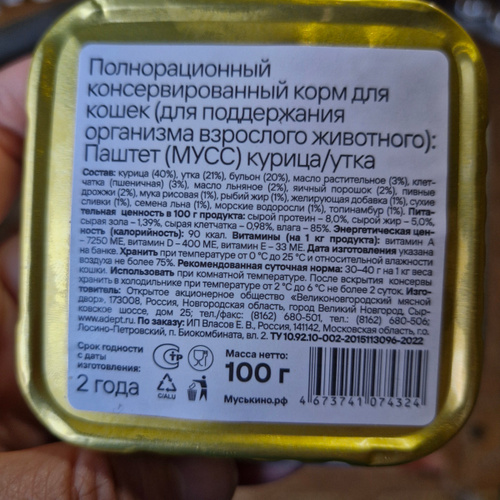 Полнорационный
консервированный корм для
кошек (для поддержания
организма взрослого животного):
Паштет (МУСС) курица/утка
Состав: курица (40%), утка (21%), бульон (20%), масло растительное (3%), клет-
чатка (пшеничная) (3%), масло льняное (2%), яичный порошок (2%), пивные
дрожжи (2%), мука рисовая (1%), рыбий жир (1%), желирующая добавка (1%), сухие
сливки (1%), семена льна (1%), морские водоросли (1%), топинамбур (1%). Пита-
тельная ценность в 100 г продукта: сырой протеин – 8,0%, сырой жир – 5,0%,
сырая зола – 1,39%, сырая клетчатка – 0,98%, влага – 85%. Энергетическая цен-
ность (калорийность): 90 ккал. Витамины (на 1 кг продукта): витамин А
– 7250 МЕ, витамин D – 400 МЕ, витамин Е – 33 МЕ. Дата изготовления указана
на банке. Хранить при температуре от 0 °С до 25 °С и относительной влажности
воздуха не более 75%. Рекомендованная суточная норма: 30–40 г на 1 кг веса
кошки. Использовать при комнатной температуре. После вскрытия консервы
хранить в холодильнике при температуре от 2 °С до 6 °С не более 2 суток. Изго-
товитель: Открытое акционерное общество «Великоновгородский мясной
двор», 173008, Россия, Новгородская область, город Великий Новгород, Сыр-
ковское шоссе, дом 25; тел./факс: (8162) 680-501, тел.: (8162) 680-506;
www.adept.ru. По заказу: ИП Власов Е. В., Россия, 141142, Московская область, г.о.
Лосино-Петровский, п. Биокомбината, вл. 2. ТУ 10.92.10-002-2015113096-2022
Срок годности
с даты
изготовления:
2 года
СТР
C/ALU
Масса нетто:
100 г
Муськино.рф
4 673741 074324